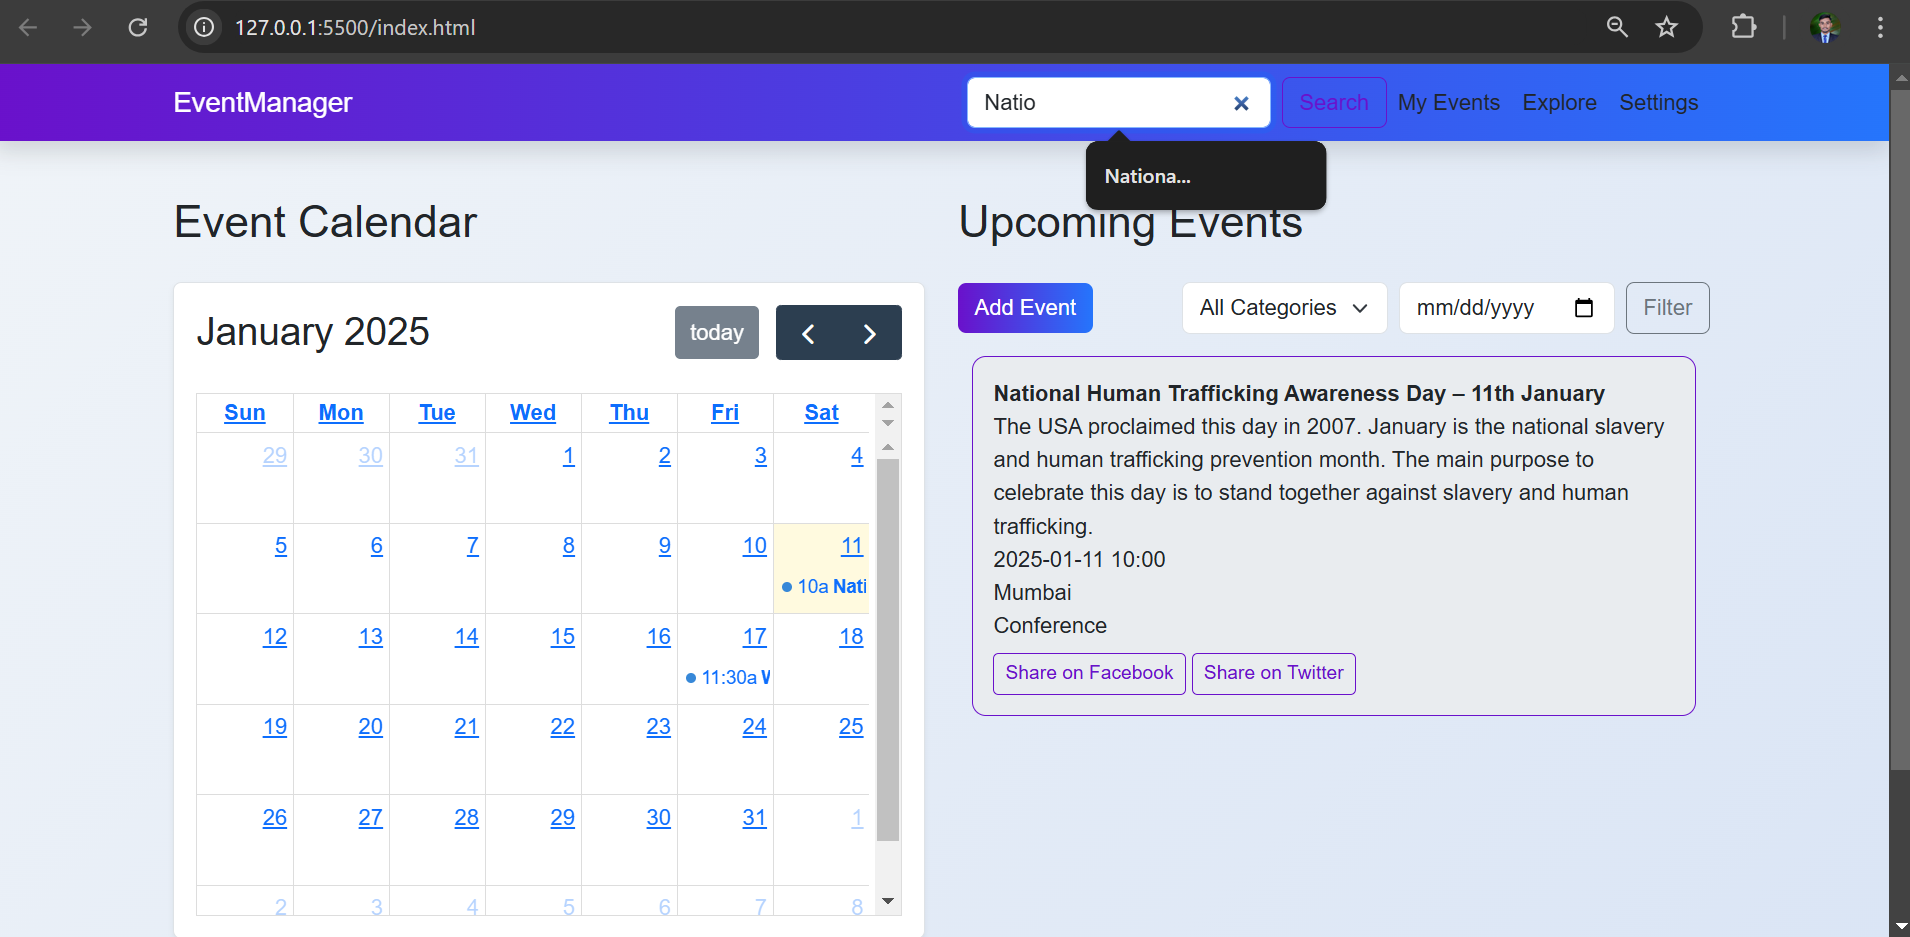 127.0.0.1:5500/index.html
EventManager
Natio
Search
My Events
Explore
Settings
Nationa...
Event Calendar
Upcoming Events
January 2025
today
Add Event
All Categories
mm/dd/yyyy
Filter
Sun Mon Tue Wed Thu Fri Sat
29 30 31 1 2 3 4
5 6 7 8 9 10 11
10a Nati
12 13 14 15 16 17 18
11:30a
19 20 21 22 23 24 25
26 27 28 29 30 31 1
2 3 4 5 6 7 8
National Human Trafficking Awareness Day – 11th January
The USA proclaimed this day in 2007. January is the national slavery
and human trafficking prevention month. The main purpose to
celebrate this day is to stand together against slavery and human
trafficking.
2025-01-11 10:00
Mumbai
Conference
Share on Facebook
Share on Twitter